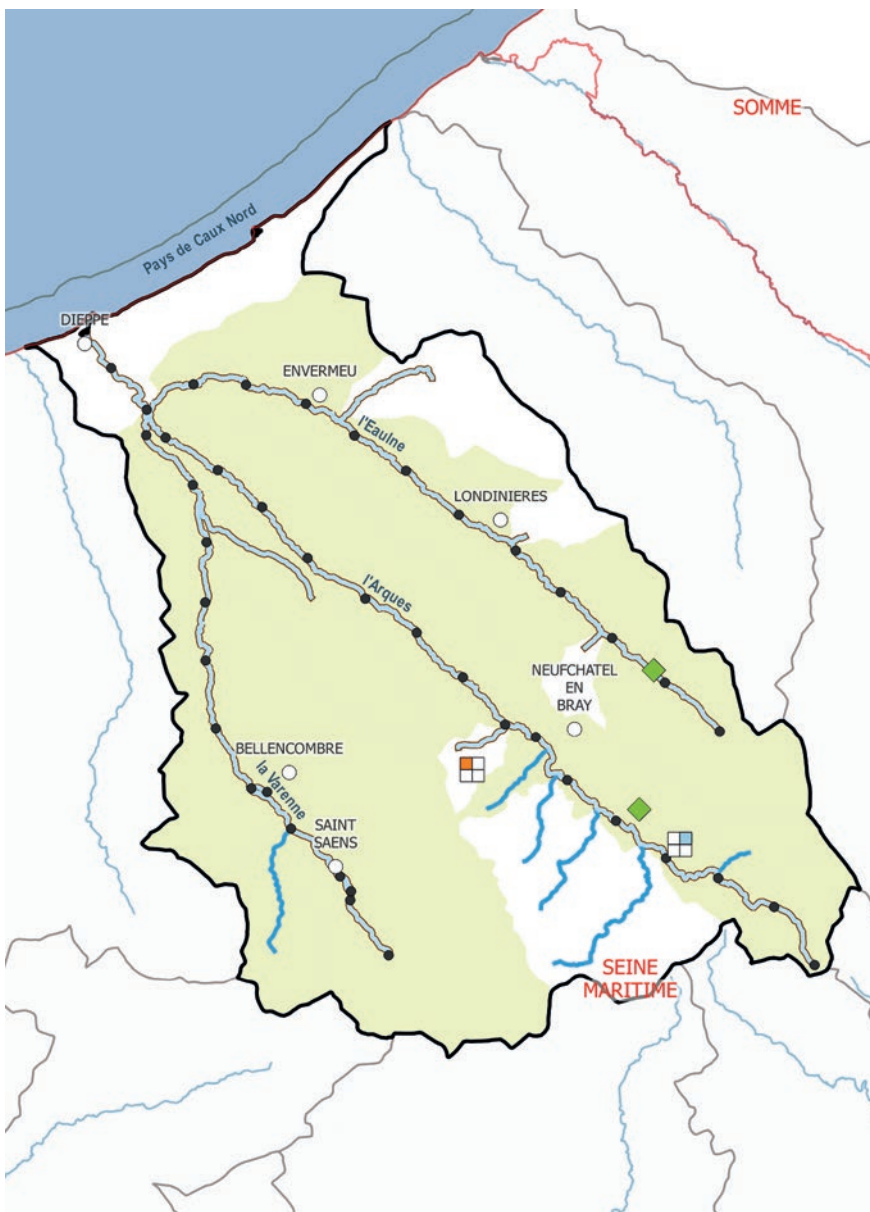 SOMME
Pays de Caux Nord
DIEPPE
ENVERMEU
l'Eaulne
LONDINIERES
l'Arques
NEUFCHATEL
EN
BRAY
BELLENCOMBRE
la Varenne
SAINT
SAENS
SEINE
MARITIME